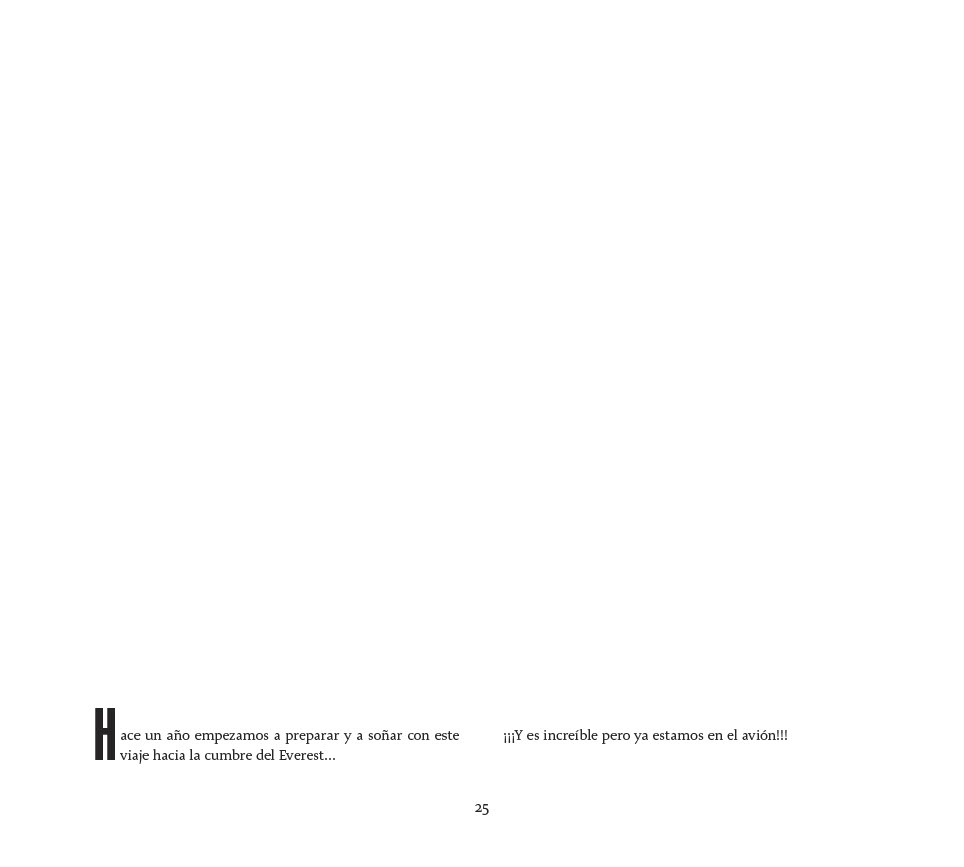 Hace un año empezamos a preparar y a soñar con este
viaje hacia la cumbre del Everest...
¡¡¡Y es increíble pero ya estamos en el avión!!!
25